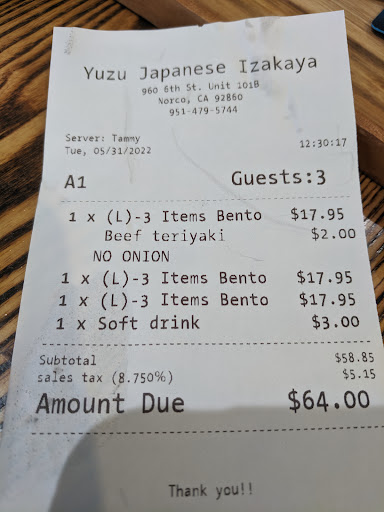 Yuzu Japanese Izakaya
960 6th St. Unit 101B
Norco, CA 92860
951-479-5744
Server: Tammy
Tue, 05/31/2022 12:30:17
A1 Guests:3
1 x (L)-3 Items Bento $17.95
Beef teriyaki $2.00
NO ONION
1 x (L)-3 Items Bento $17.95
1 x (L)-3 Items Bento $17.95
1 x Soft drink $3.00
Subtotal $58.85
sales tax (8.750%) $5.15
Amount Due $64.00
Thank you!!